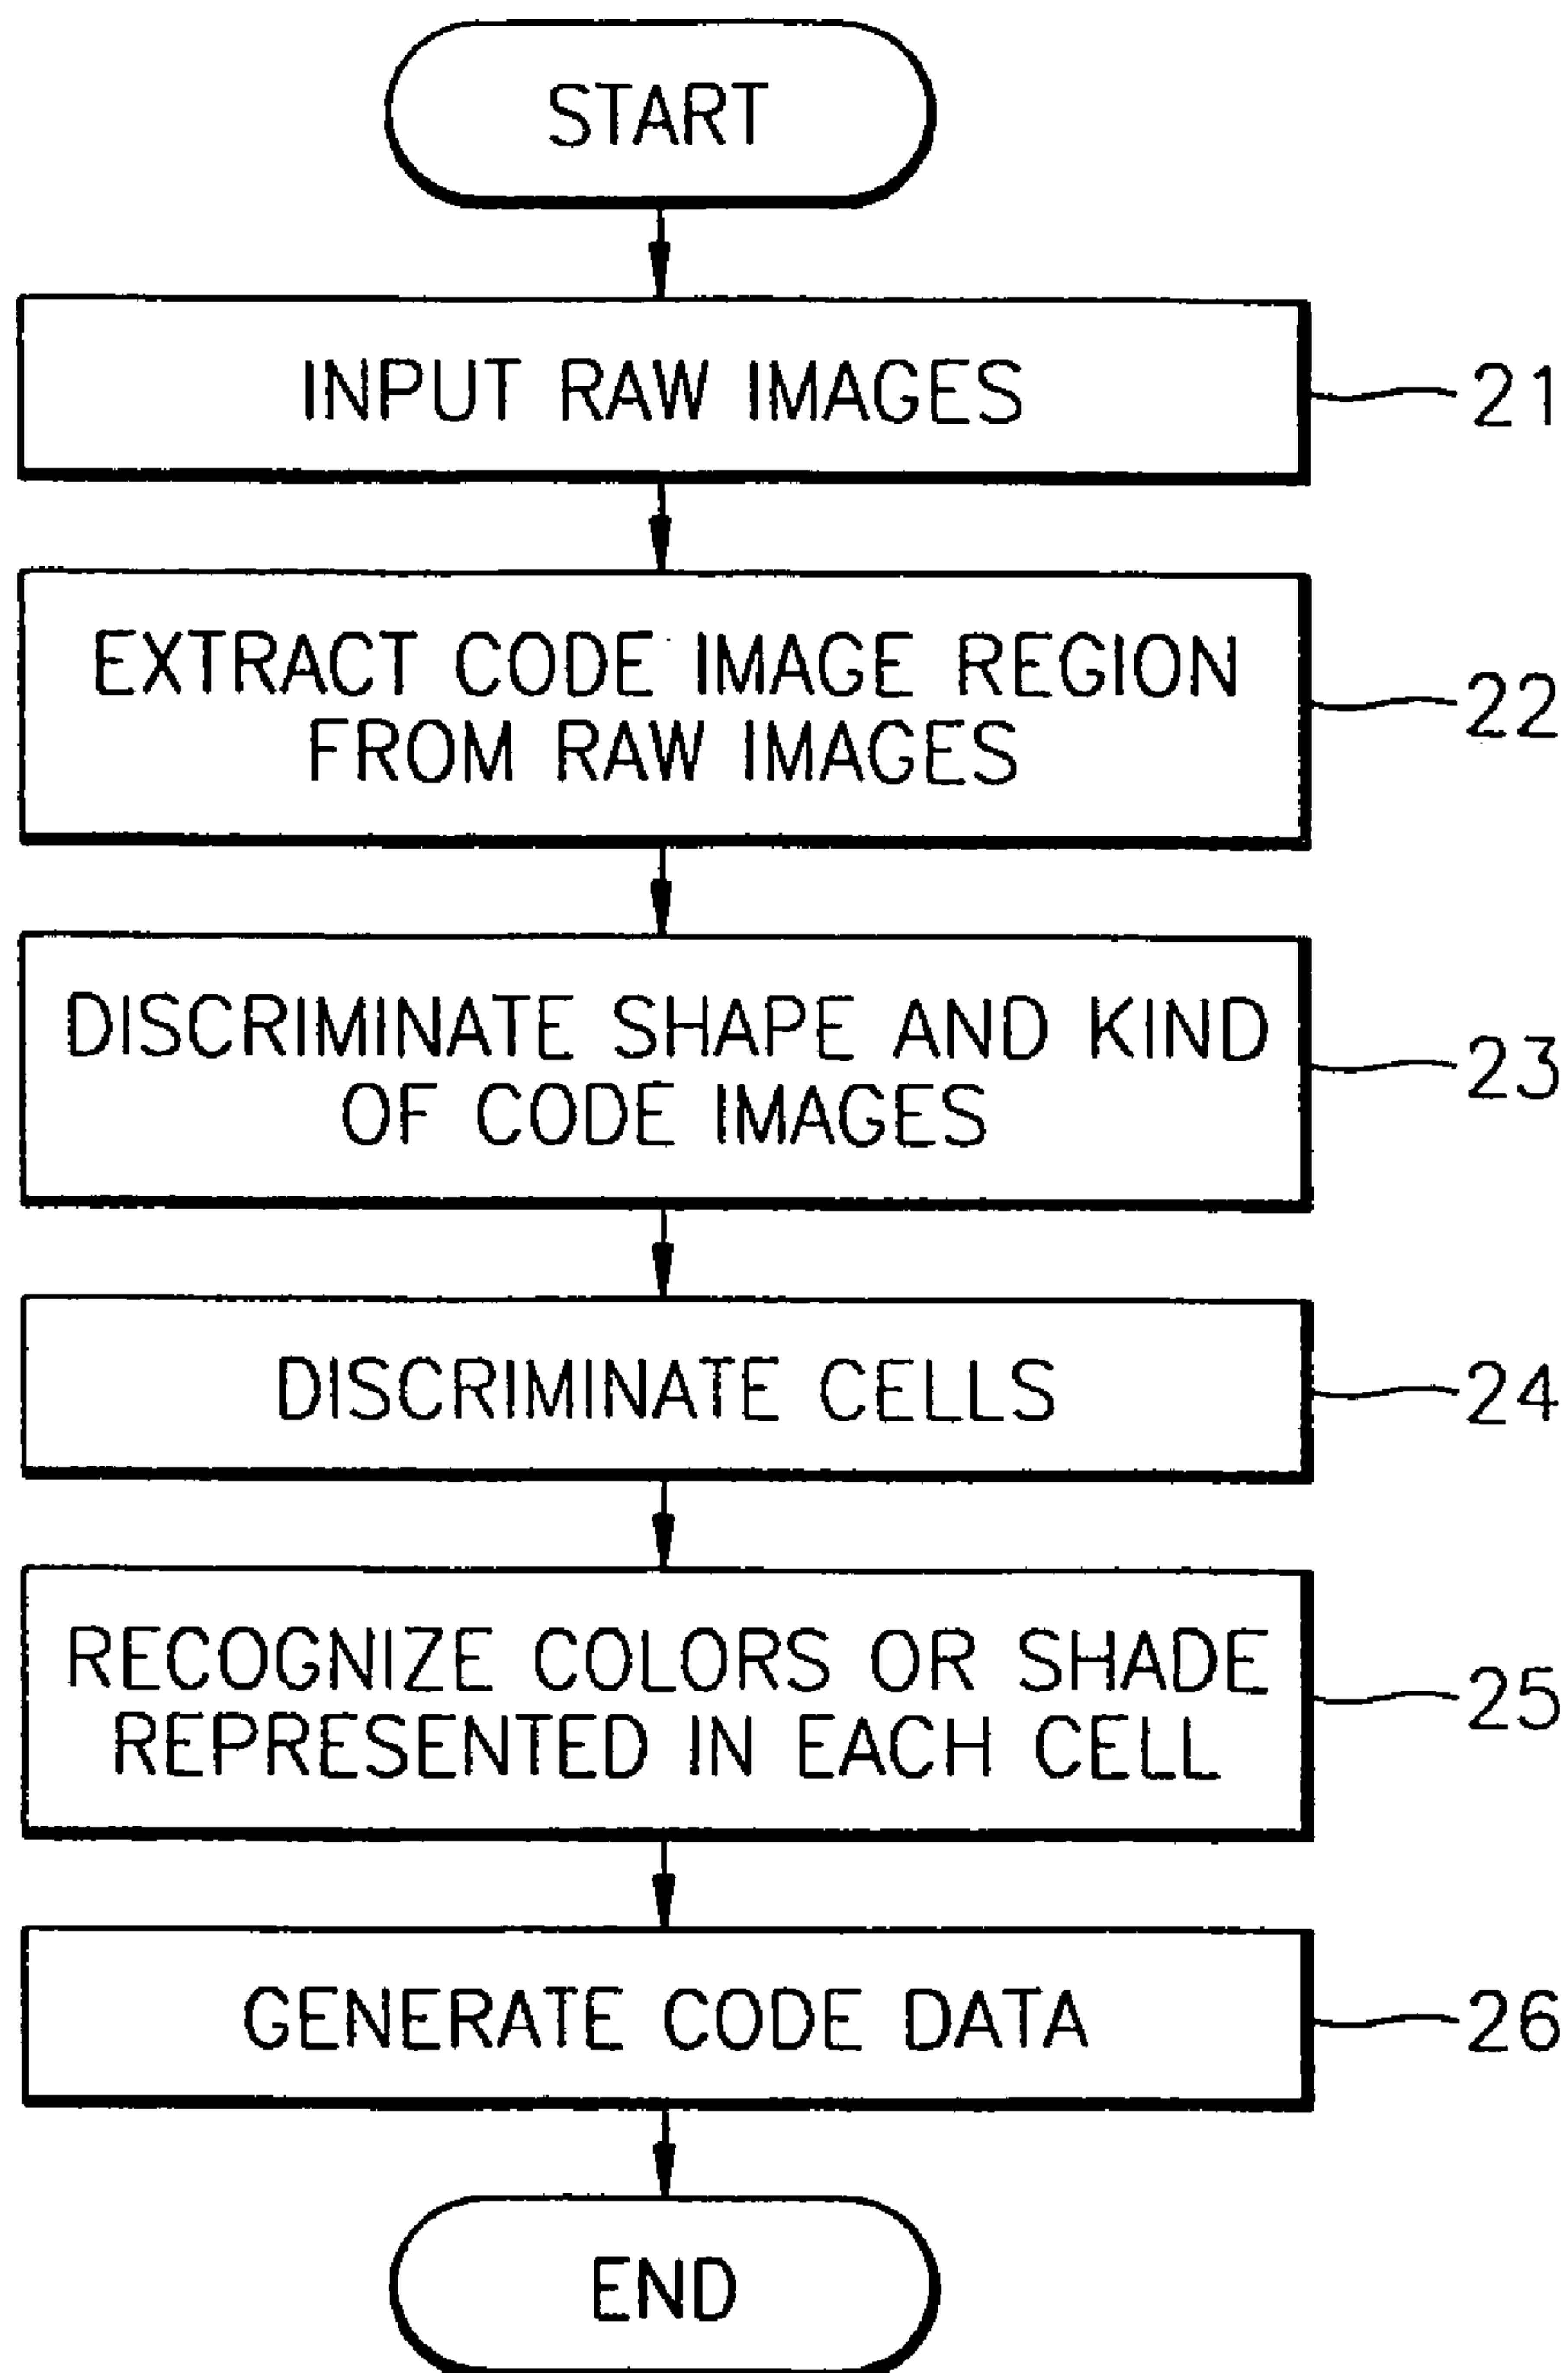 START
INPUT RAW IMAGES
21
EXTRACT CODE IMAGE REGION
FROM RAW IMAGES
22
DISCRIMINATE SHAPE AND KIND
OF CODE IMAGES
23
DISCRIMINATE CELLS
24
RECOGNIZE COLORS OR SHADE
REPRESENTED IN EACH CELL
25
GENERATE CODE DATA
26
END